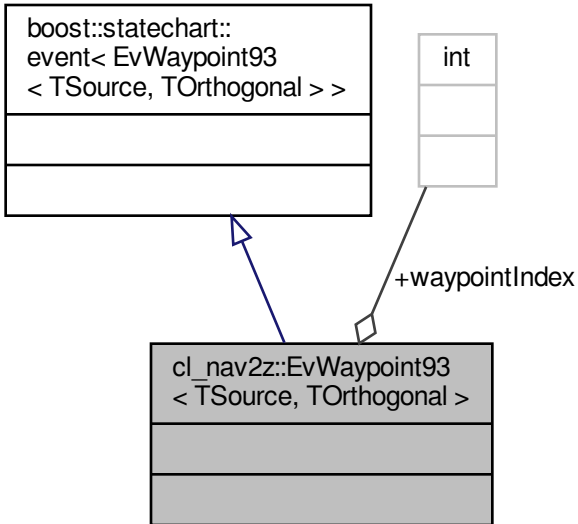 boost::statechart::
event< EvWaypoint93
< TSource, TOrthogonal > >
int
+waypointIndex
cl_nav2z::EvWaypoint93
< TSource, TOrthogonal >